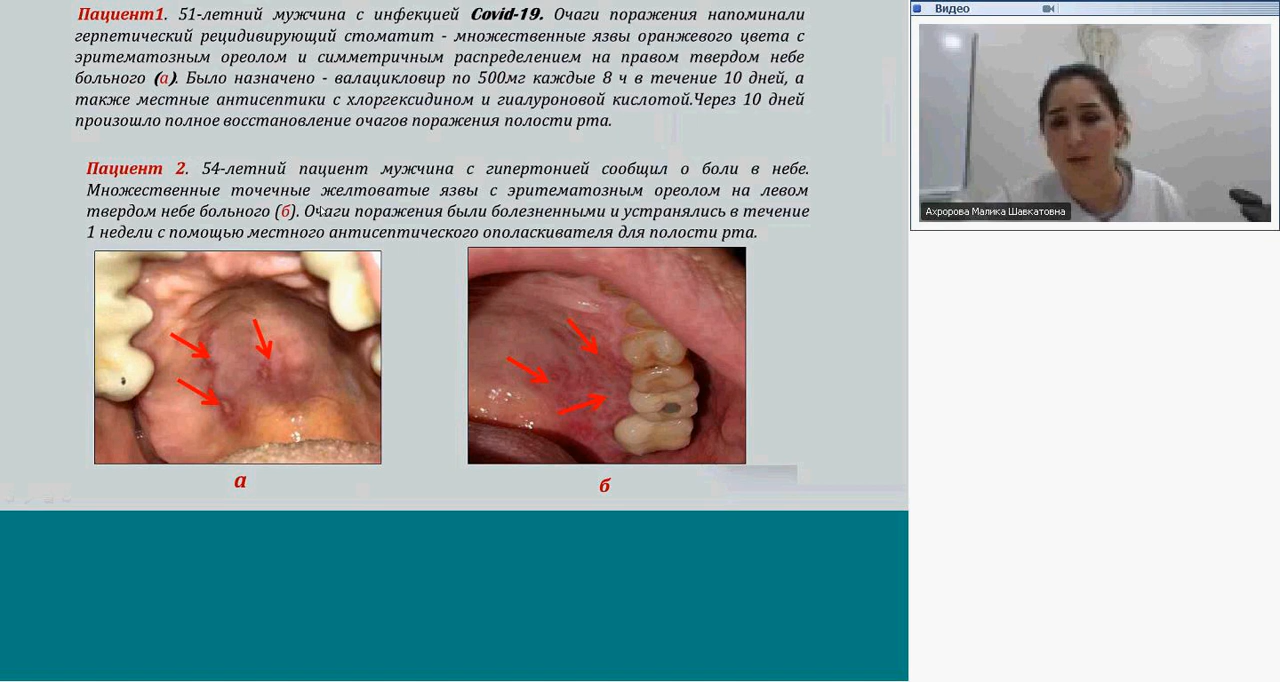 Пациент1. 51-летний мужчина с инфекцией Covid-19. Очаги поражения напоминали
герпетический рецидивирующий стоматит - множественные язвы оранжевого цвета с
эритематозным ореолом и симметричным распределением на правом твердом небе
больного (а). Было назначено - валацикловир по 500мг каждые 8 ч в течение 10 дней, а
также местные антисептики с хлоргексидином и гиалуроновой кислотой.Через 10 дней
произошло полное восстановление очагов поражения полости рта.
Пациент 2. 54-летний пациент мужчина с гипертонией сообщил о боли в небе.
Множественные точечные желтоватые язвы с эритематозным ореолом на левом
твердом небе больного (б). Очаги поражения были болезненными и устранялись в течение
1 недели с помощью местного антисептического ополаскивателя для полости рта.
а
б
Видео
Ахророва Малика Шавкатовна